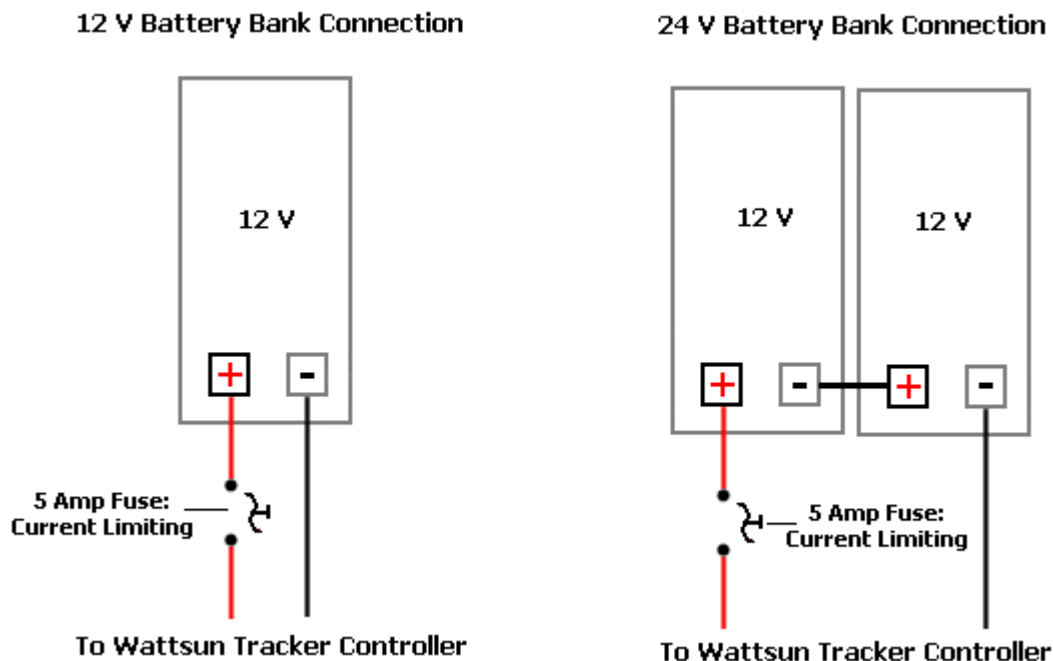 12 V Battery Bank Connection
12 V
+ -
5 Amp Fuse:
Current Limiting
To Wattsun Tracker Controller
24 V Battery Bank Connection
12 V
12 V
+ - + -
5 Amp Fuse:
Current Limiting
To Wattsun Tracker Controller